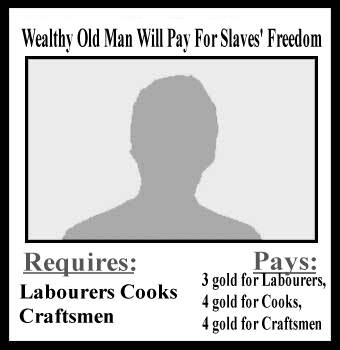 Wealthy Old Man Will Pay For Slaves' Freedom
Requires:
Labourers Cooks
Craftsmen
Pays:
3 gold for Labourers,
4 gold for Cooks,
4 gold for Craftsmen